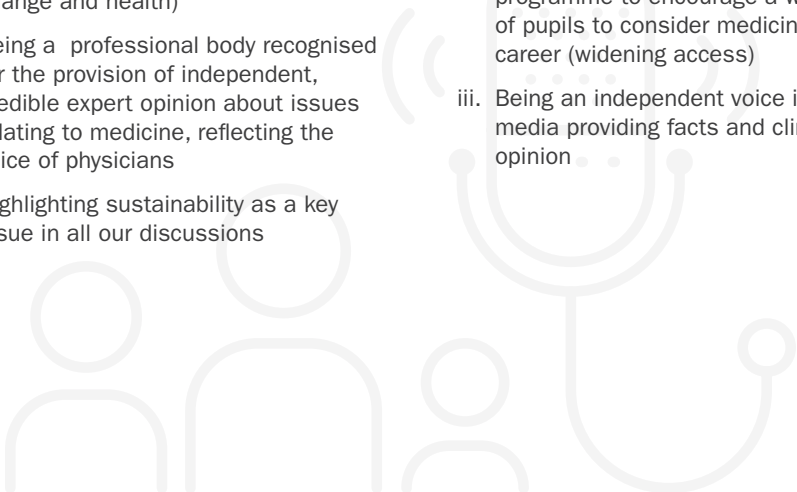 ange and health)
eing a professional body recognised
r the provision of independent,
edible expert opinion about issues
lating to medicine, reflecting the
ice of physicians
ghlighting sustainability as a key
sue in all our discussions
programme to encourage a w
of pupils to consider medicin
career (widening access)
iii. Being an independent voice i
media providing facts and cli
opinion